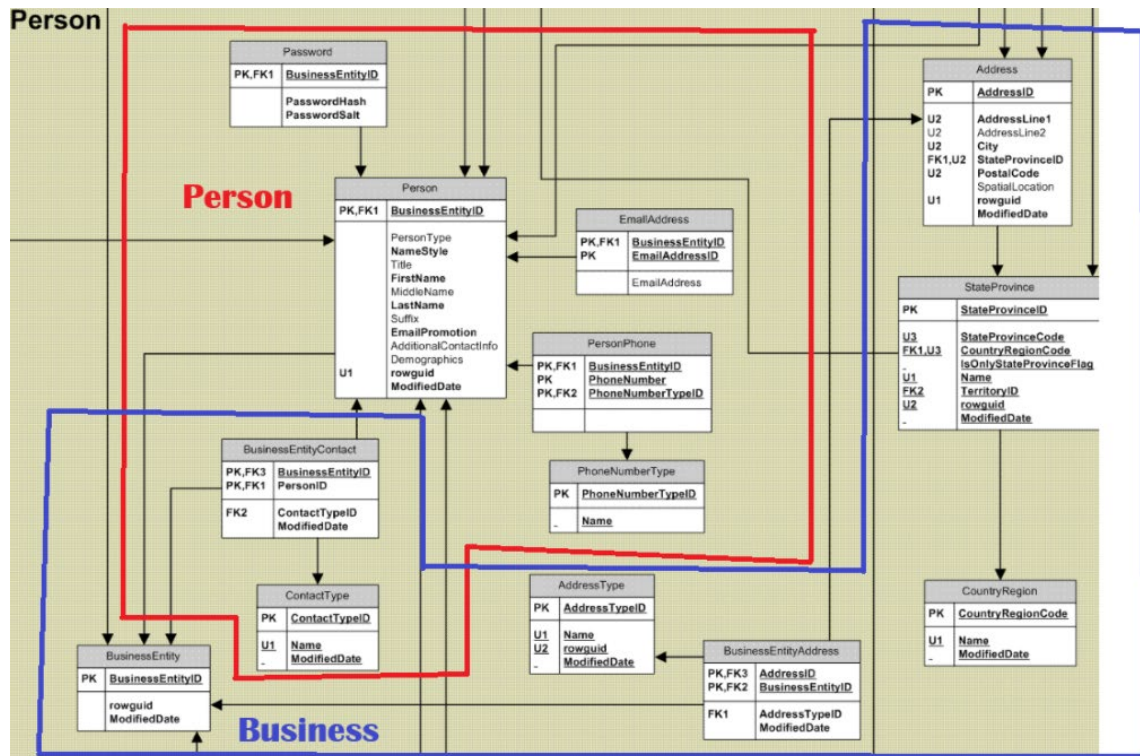 Person
Password
PK,FK1 BusinessEntityID
PasswordHash
PasswordSalt
Person
Person
PK,FK1 BusinessEntityID
PersonType
NameStyle
Title
FirstName
MiddleName
LastName
Suffix
EmailPromotion
AdditionalContactInfo
Demographics
U1 rowguid
ModifiedDate
EmailAddress
PK,FK1 BusinessEntityID
PK EmailAddressID
EmailAddress
PersonPhone
PK,FK1 BusinessEntityID
PK PhoneNumber
PK,FK2 PhoneNumberTypeID
PhoneNumberType
PK PhoneNumberTypeID
Name
Address
PK AddressID
U2 AddressLine1
U2 AddressLine2
U2 City
FK1,U2 StateProvinceID
U2 PostalCode
SpatialLocation
U1 rowguid
ModifiedDate
StateProvince
PK StateProvinceID
U3 StateProvinceCode
FK1,U3 CountryRegionCode
IsOnlyStateProvinceFlag
U1 Name
FK2 TerritoryID
U2 rowguid
ModifiedDate
BusinessEntityContact
PK,FK3 BusinessEntityID
PK,FK1 PersonID
FK2 ContactTypeID
ModifiedDate
ContactType
PK ContactTypeID
U1 Name
ModifiedDate
AddressType
PK AddressTypeID
U1 Name
U2 rowguid
ModifiedDate
CountryRegion
PK CountryRegionCode
U1 Name
ModifiedDate
BusinessEntity
PK BusinessEntityID
rowguid
ModifiedDate
BusinessEntityAddress
PK,FK3 AddressID
PK,FK2 BusinessEntityID
FK1 AddressTypeID
ModifiedDate
Business